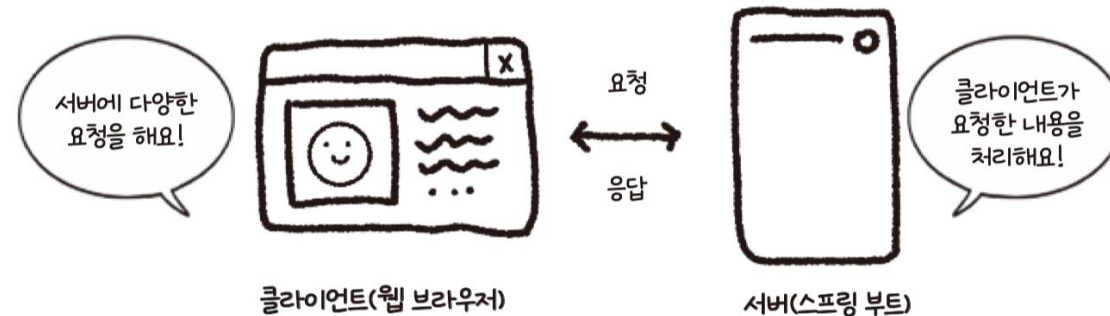 서버에 다양한
요청을 해요!
X
요청
응답
클라이언트가
요청한 내용을
처리해요!
클라이언트(웹 브라우저)
서버(스프링 부트)